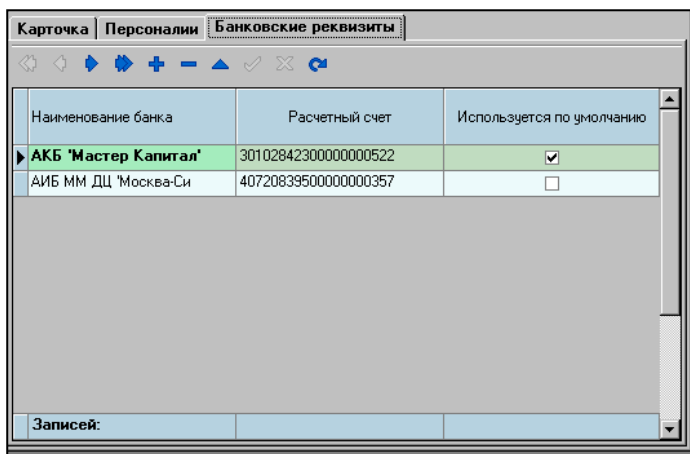 Карточка Персоналии Банковские реквизиты
Наименование банка Расчетный счет Используется по умолчанию
АКБ 'Мастер Капитал' 30102842300000000522
АИБ ММ ДЦ 'Москва-Си 40720839500000000357
Записей: